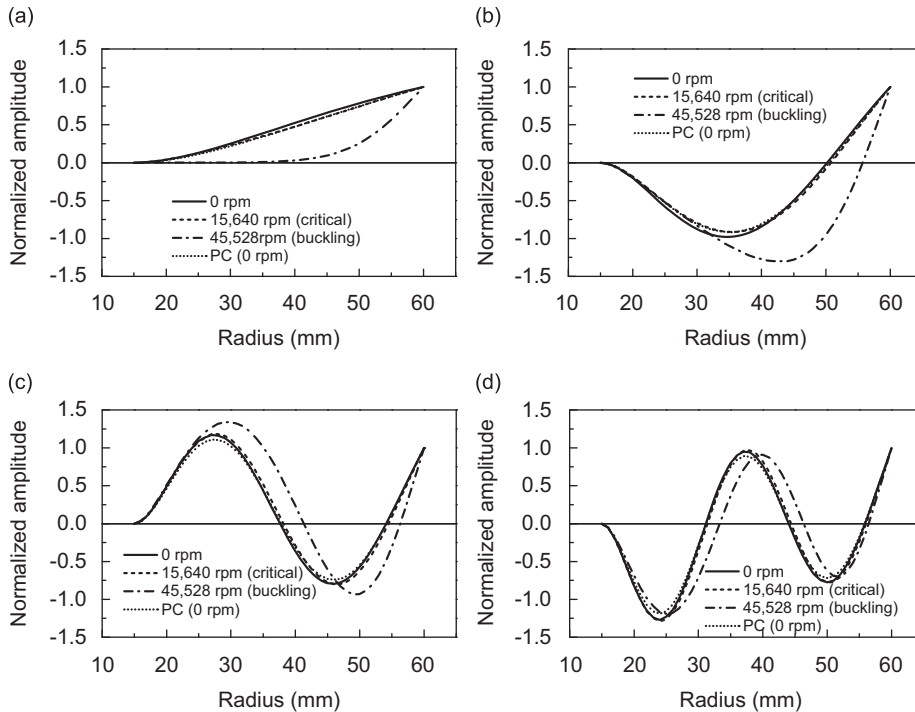 (a)
1.5
1.0
0.5
0.0
-0.5
-1.0
-1.5
Normalized amplitude
0 rpm
15,640 rpm (critical)
45,528rpm (buckling)
PC (0 rpm)
10 20 30 40 50 60
Radius (mm)
(b)
1.5
1.0
0.5
0.0
-0.5
-1.0
-1.5
Normalized amplitude
0 rpm
15,640 rpm (critical)
45,528 rpm (buckling)
PC (0 rpm)
10 20 30 40 50 60
Radius (mm)
(c)
1.5
1.0
0.5
0.0
-0.5
-1.0
-1.5
Normalized amplitude
0 rpm
15,640 rpm (critical)
45,528 rpm (buckling)
PC (0 rpm)
10 20 30 40 50 60
Radius (mm)
(d)
1.5
1.0
0.5
0.0
-0.5
-1.0
-1.5
Normalized amplitude
0 rpm
15,640 rpm (critical)
45,528 rpm (buckling)
PC (0 rpm)
10 20 30 40 50 60
Radius (mm)